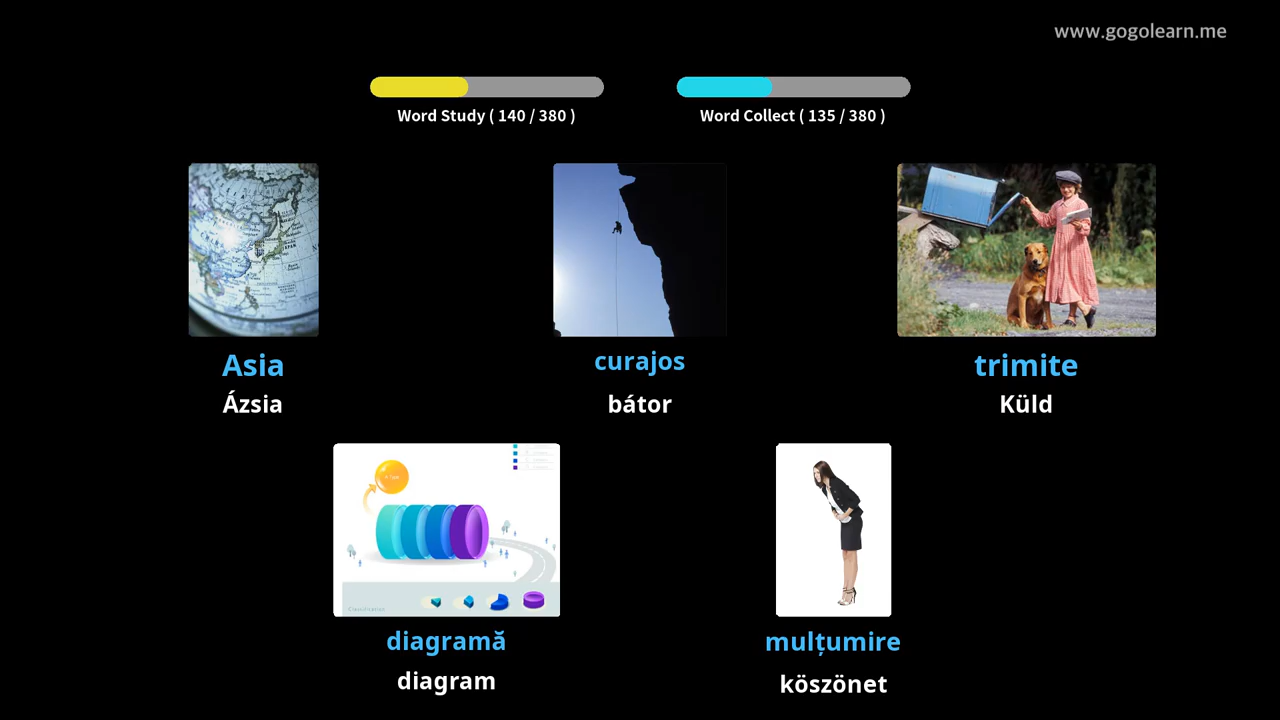 www.gogolearn.me
Word Study ( 140 / 380 )
Word Collect ( 135 / 380 )
Asia
Ázsia
curajos
bátor
trimite
Küld
diagramă
diagram
mulțumire
köszönet